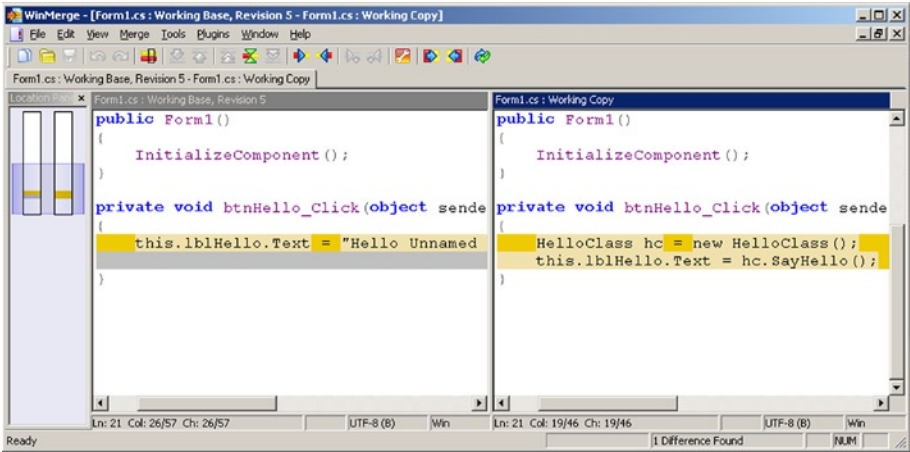 WinMerge - [Form1.cs : Working Base, Revision 5 - Form1.cs : Working Copy]
File Edit View Merge Tools Plugins Window Help
Form1.cs : Working Base, Revision 5 - Form1.cs : Working Copy
Location Pane
Form1.cs : Working Base, Revision 5
public Form1()
{
InitializeComponent();
}
private void btnHello_Click(object sende
{
this.lblHello.Text = "Hello Unnamed
}
Ln: 21 Col: 26/57 Ch: 26/57 UTF-8 (B) Win
Form1.cs : Working Copy
public Form1()
{
InitializeComponent();
}
private void btnHello_Click(object sende
{
HelloClass hc = new HelloClass();
this.lblHello.Text = hc.SayHello();
}
Ln: 21 Col: 19/46 Ch: 19/46 UTF-8 (B) Win
Ready 1 Difference Found NUM